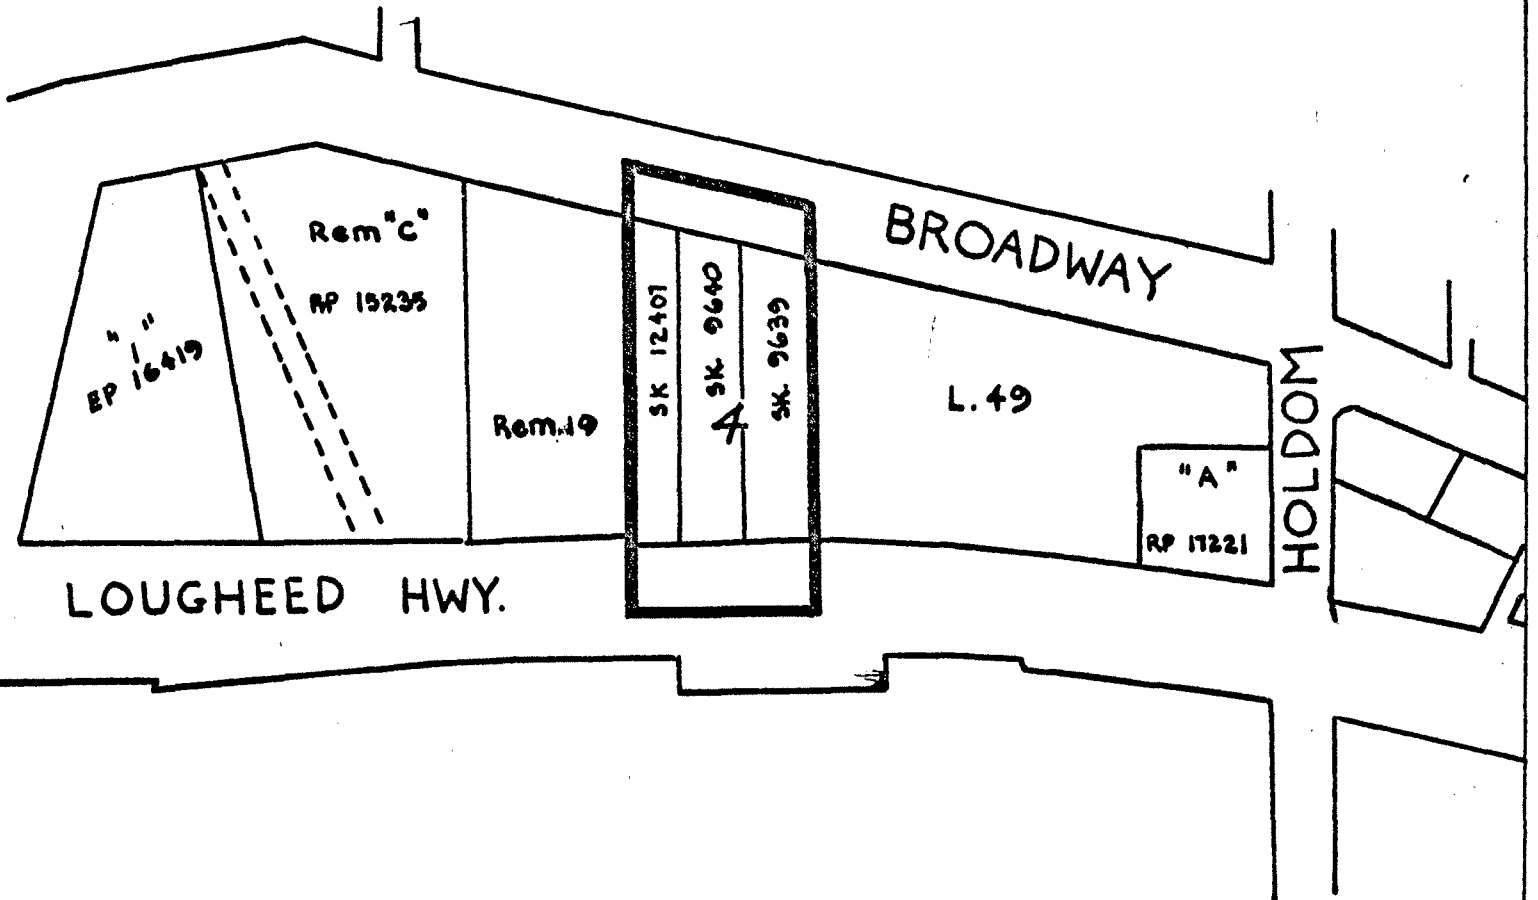 BROADWAY
Rem "C"
RP 15235
" , "
EP 16419
SK 12407
SK. 9640
SK. 9639
4
Rem. 19
L. 49
"A"
RP 17221
HOLDOM
LOUGHEED HWY.